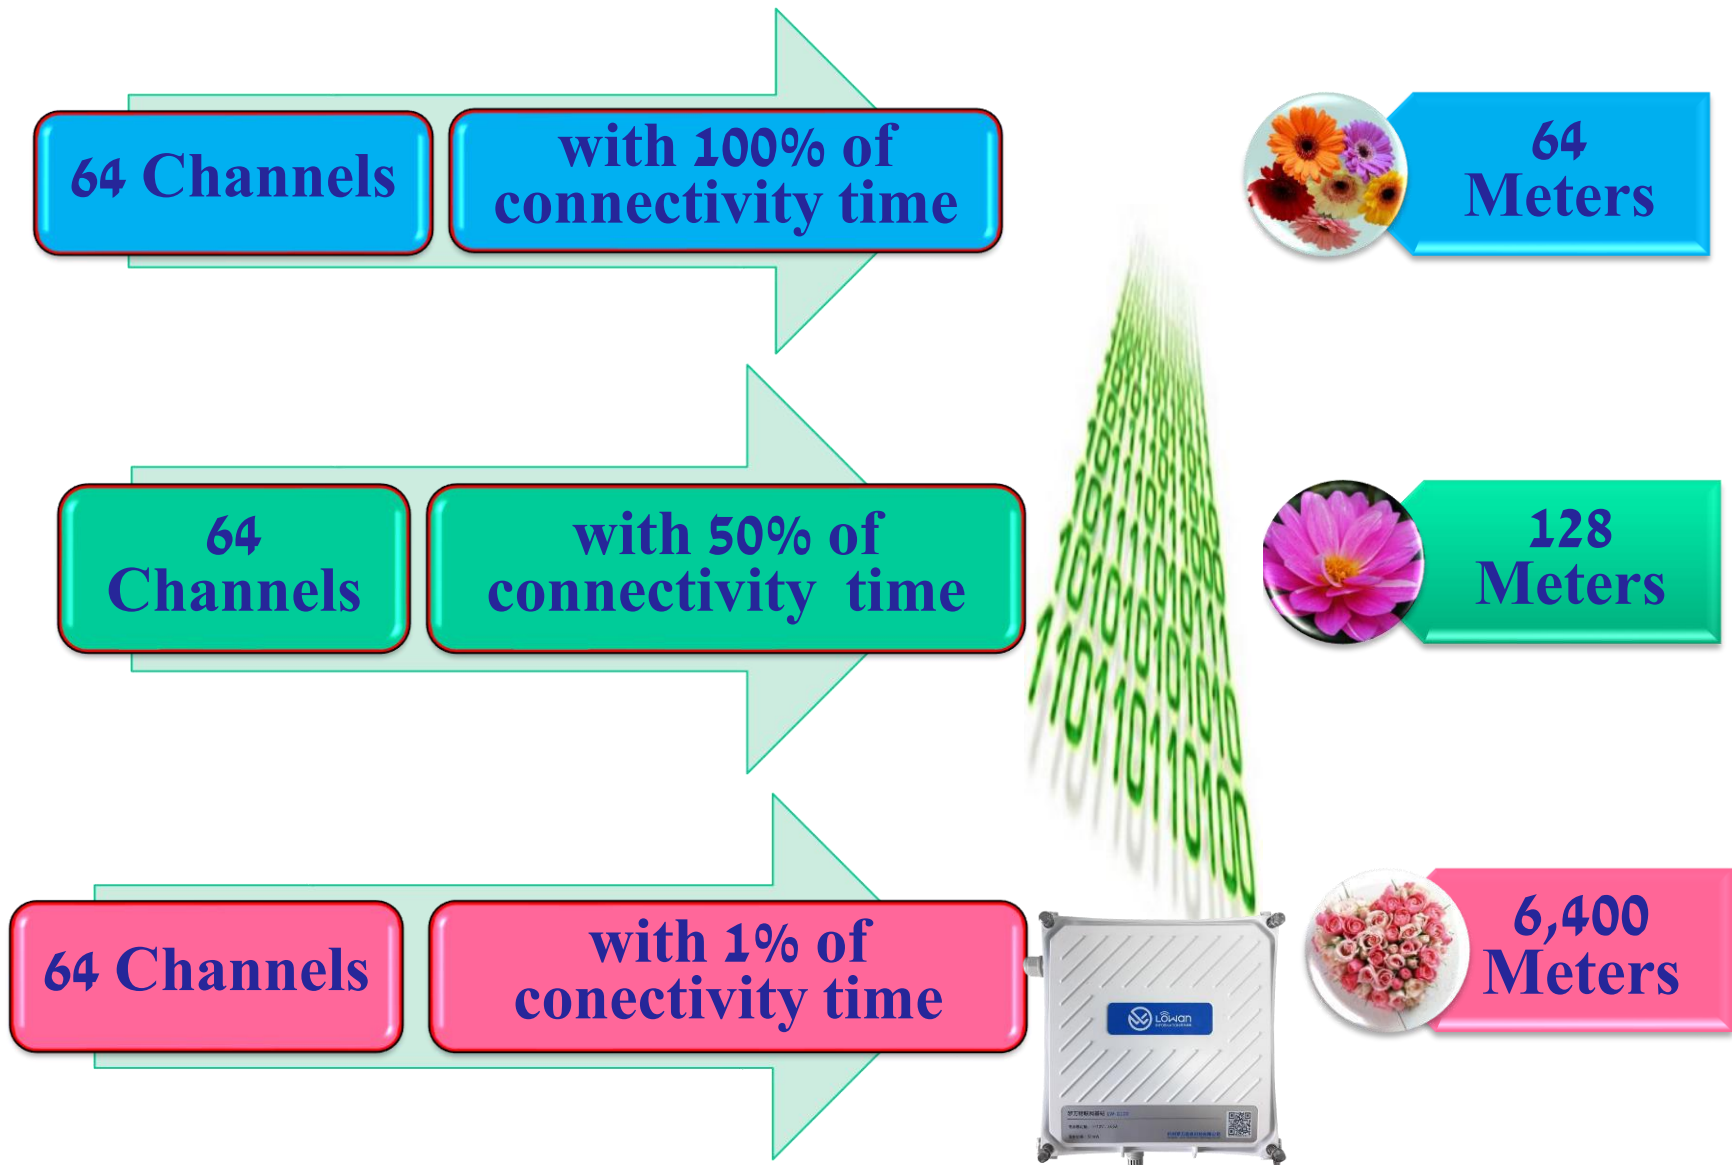 64 Channels
with 100% of
connectivity time
64
Meters
64
Channels
with 50% of
connectivity  time
128
Meters
64 Channels
with 1% of
conectivity time
6,400
Meters
LöWan